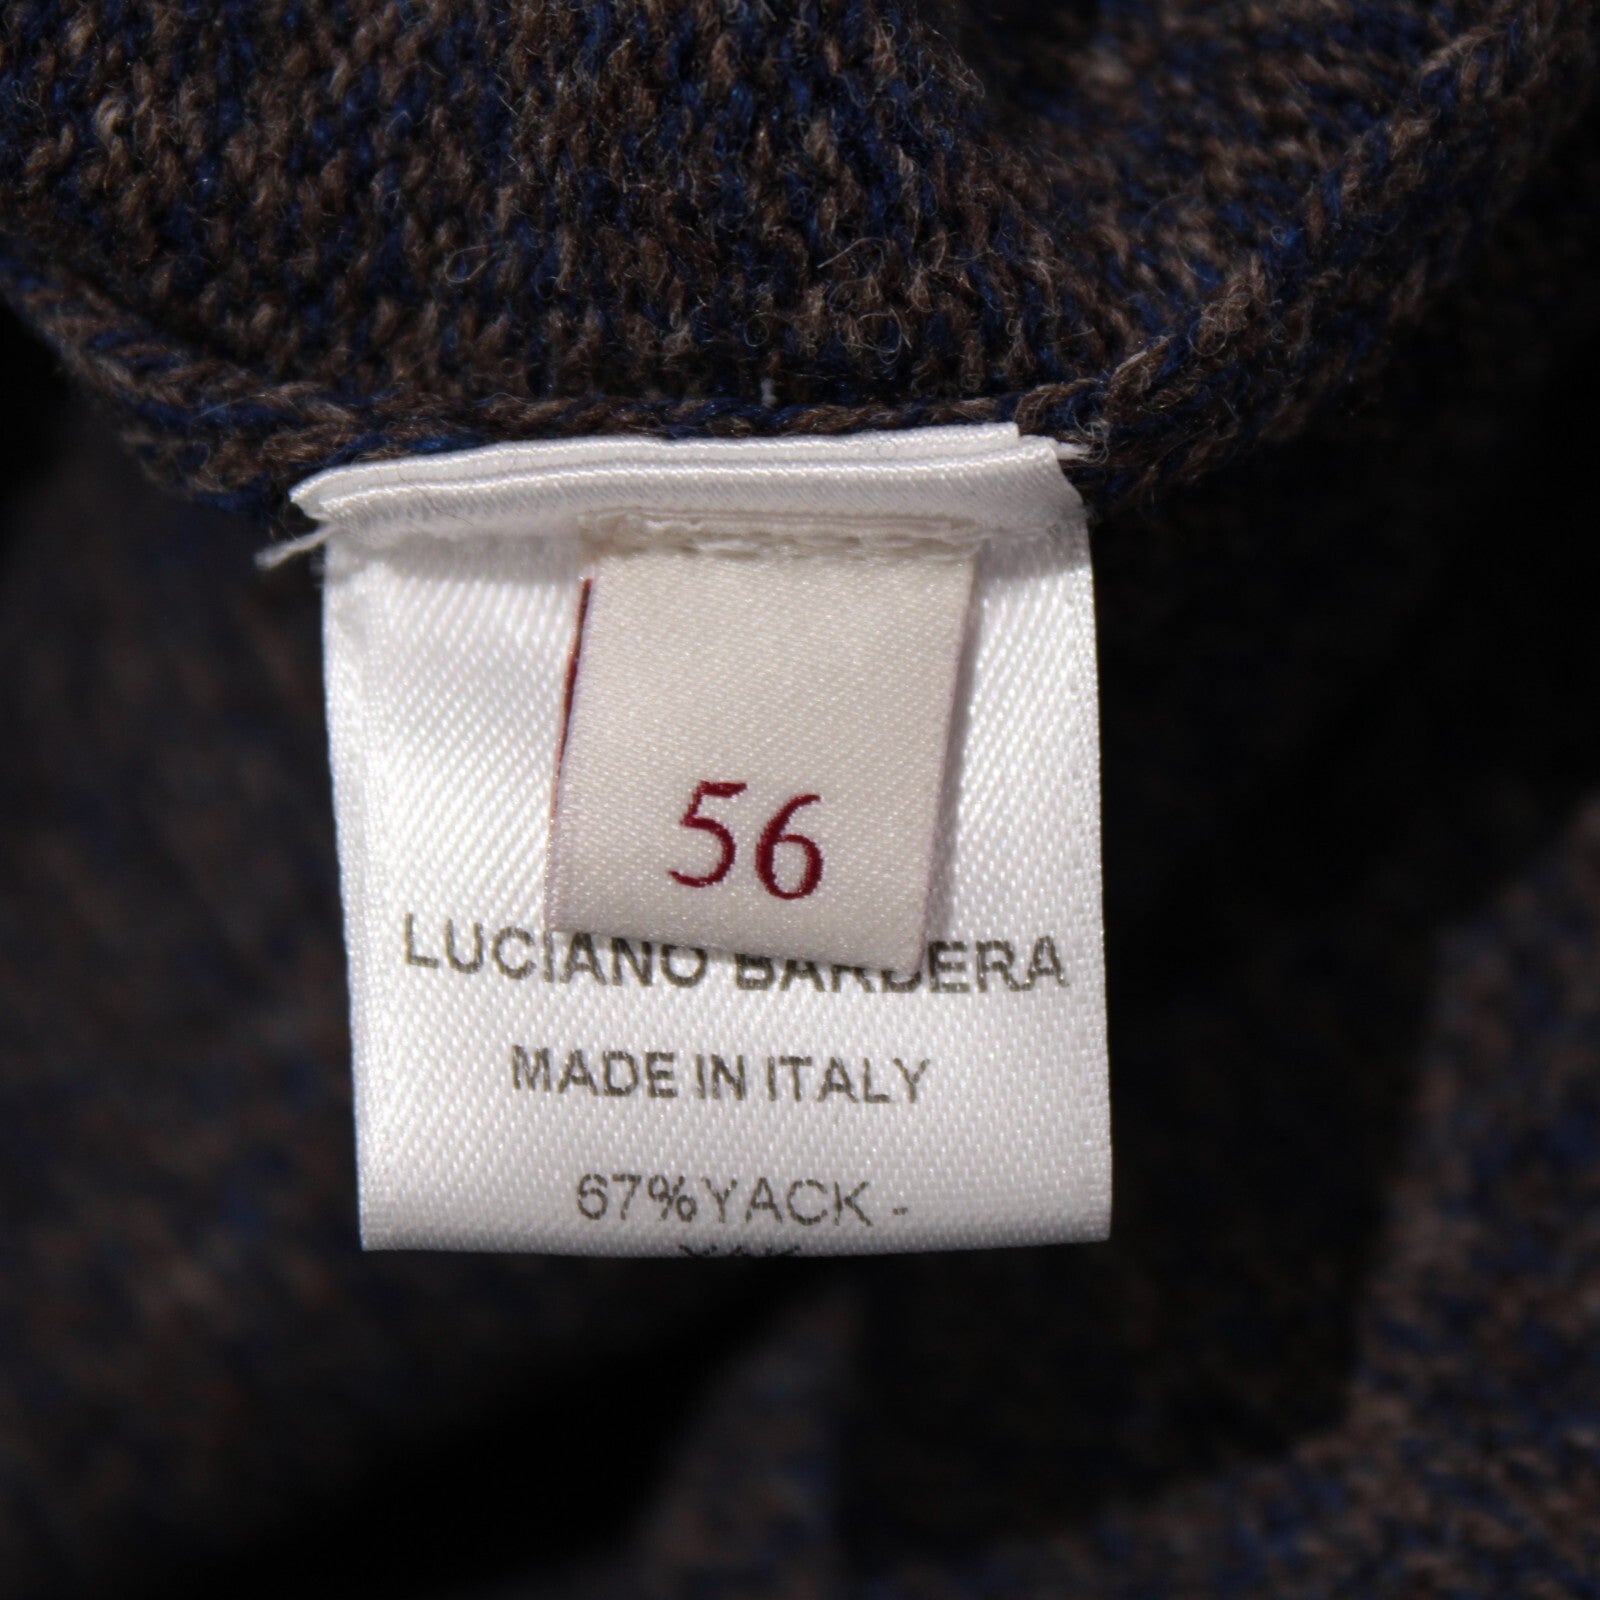 56
LUCIANO BARBERA
MADE IN ITALY
67%YACK -